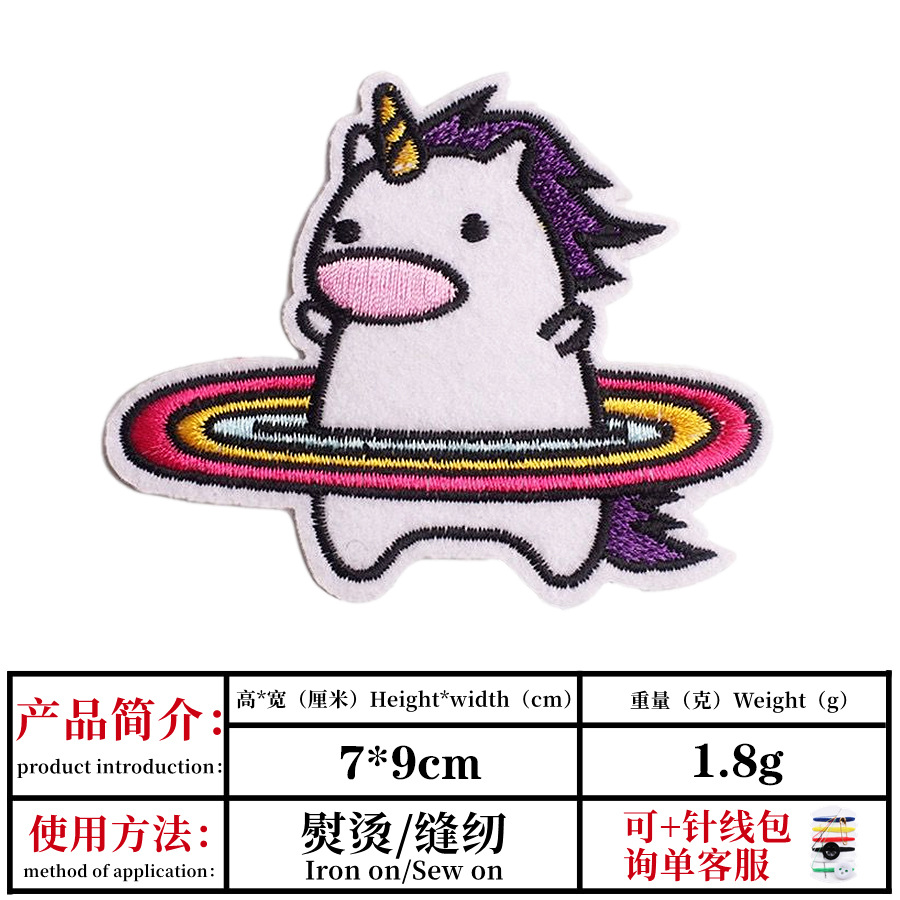 产品简介：
product introduction：
高*宽（厘米）Height*width（cm）
重量（克）Weight（g）
7*9cm
1.8g
使用方法：
method of application：
熨烫/缝纫
Iron on/Sew on
可+针线包
询单客服